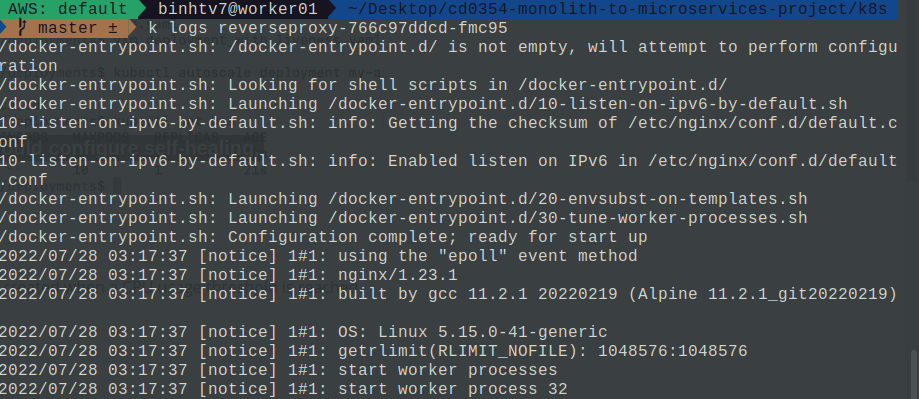 AWS: default binhtv7@worker01 ~/Desktop/cd0354-monolith-to-microservices-project/k8s
master ± k logs reverseproxy-766c97ddcd-fmc95
/docker-entrypoint.sh: /docker-entrypoint.d/ is not empty, will attempt to perform configu
ration
/docker-entrypoint.sh: Looking for shell scripts in /docker-entrypoint.d/
/docker-entrypoint.sh: Launching /docker-entrypoint.d/10-listen-on-ipv6-by-default.sh
10-listen-on-ipv6-by-default.sh: info: Getting the checksum of /etc/nginx/conf.d/default.c
onf
10-listen-on-ipv6-by-default.sh: info: Enabled listen on IPv6 in /etc/nginx/conf.d/default
.conf
/docker-entrypoint.sh: Launching /docker-entrypoint.d/20-envsubst-on-templates.sh
/docker-entrypoint.sh: Launching /docker-entrypoint.d/30-tune-worker-processes.sh
/docker-entrypoint.sh: Configuration complete; ready for start up
2022/07/28 03:17:37 [notice] 1#1: using the "epoll" event method
2022/07/28 03:17:37 [notice] 1#1: nginx/1.23.1
2022/07/28 03:17:37 [notice] 1#1: built by gcc 11.2.1 20220219 (Alpine 11.2.1_git20220219)
2022/07/28 03:17:37 [notice] 1#1: OS: Linux 5.15.0-41-generic
2022/07/28 03:17:37 [notice] 1#1: getrlimit(RLIMIT_NOFILE): 1048576:1048576
2022/07/28 03:17:37 [notice] 1#1: start worker processes
2022/07/28 03:17:37 [notice] 1#1: start worker process 32